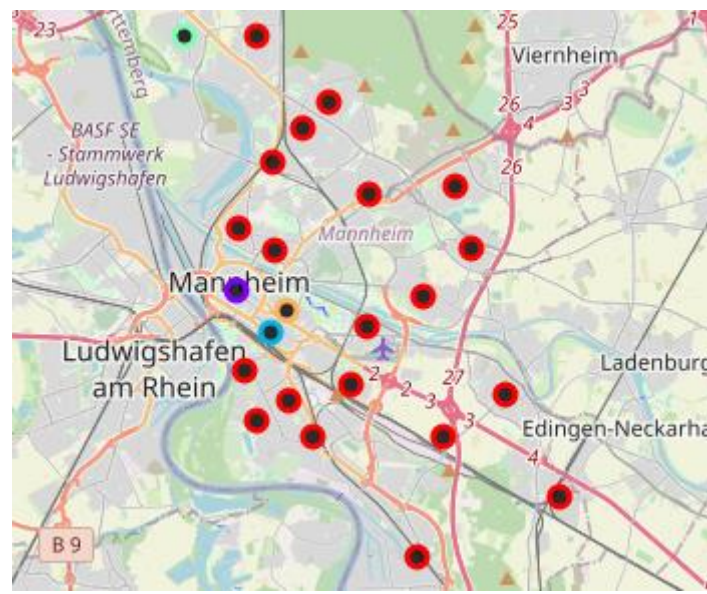 23
25
1
Viernheim
3
3
26
4
26
BASF SE
- Stammwerk
Ludwigshafen
Mannheim
Mannheim
Ludwigshafen
am Rhein
2
2
3
27
3
Ladenburg
Edingen-Neckarha
4
B 9